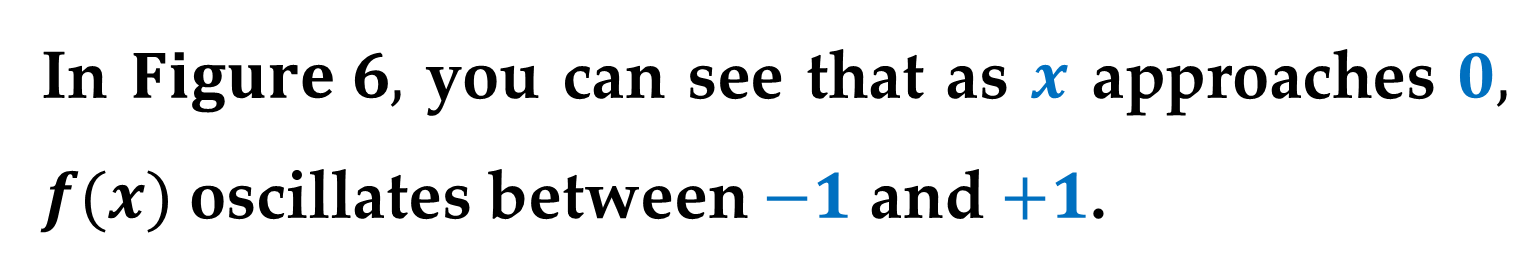 In Figure 6, you can see that as x approaches 0,
f(x) oscillates between −1 and +1.